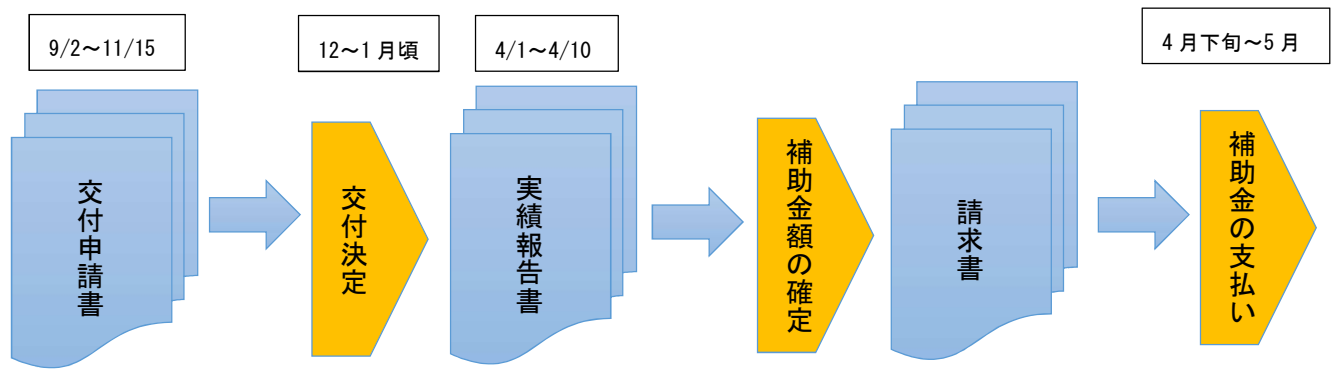 9/2～11/15
12～1月頃
4/1～4/10
4月下旬～5月
交付申請書
交付決定
実績報告書
補助金額の確定
請求書
補助金の支払い